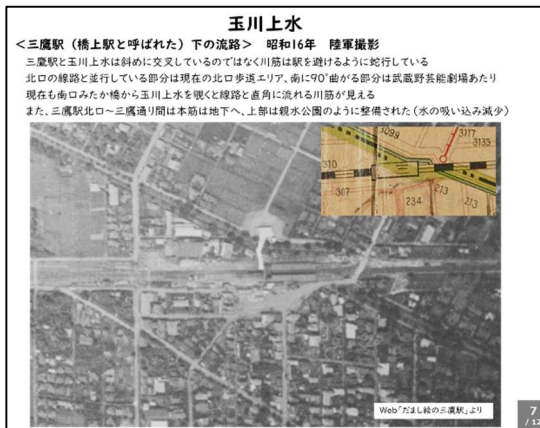 玉川上水
＜三鷹駅（橋上駅と呼ばれた）下の流路＞　昭和16年　陸軍撮影
三鷹駅と玉川上水は斜めに交叉しているのではなく川筋は駅を避けるように蛇行している
北口の線路と並行している部分は現在の北口歩道エリア、南に90°曲がる部分は武蔵野芸能劇場あたり
現在も南口みたか橋から玉川上水を覗くと線路と直角に流れる川筋が見える
また、三鷹駅北口～三鷹通り間は本筋は地下へ、上部は親水公園のように整備された（水の吸い込み減少）
3099
3117
3133
310
307
213
234
213
Web「だまし絵の三鷹駅」より
7
/ 12